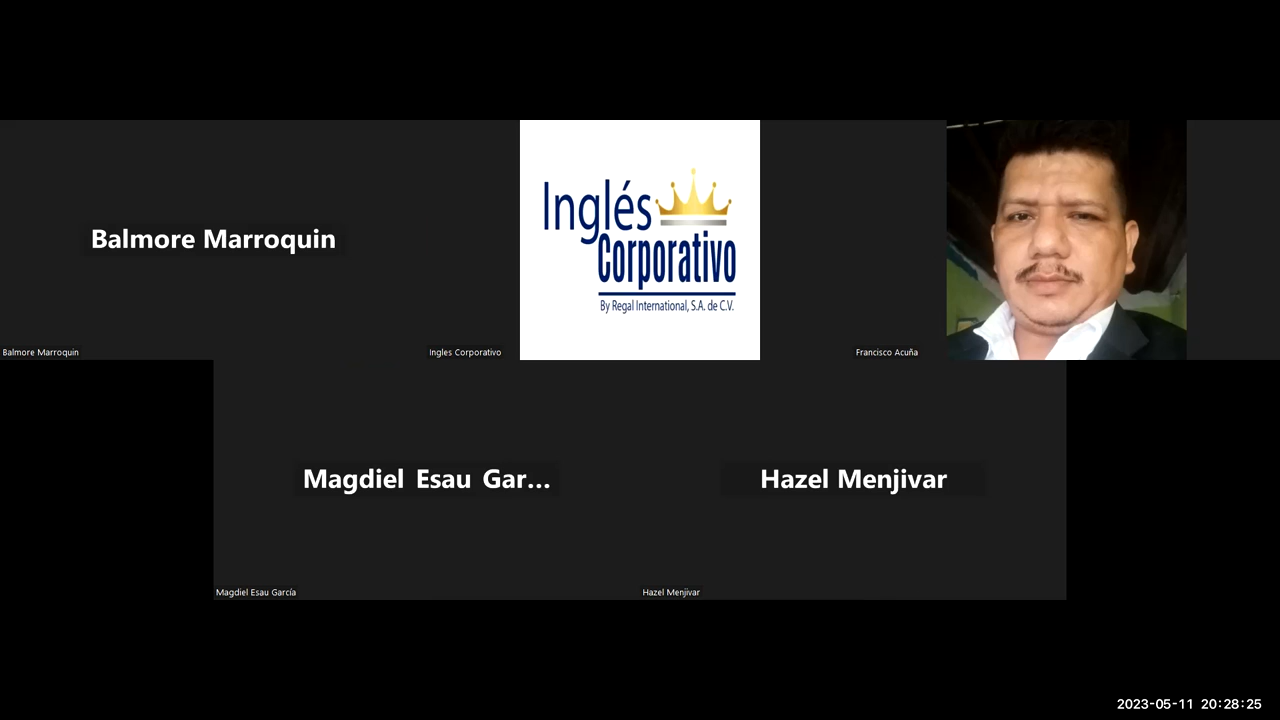 Balmore Marroquin
Inglés
Corporativo
By Regal International, S.A. de C.V.
Balmore Marroquin
Ingles Corporativo
Francisco Acuña
Magdiel Esau Gar...
Hazel Menjivar
Magdiel Esau García
Hazel Menjivar
2023-05-11 20:28:25